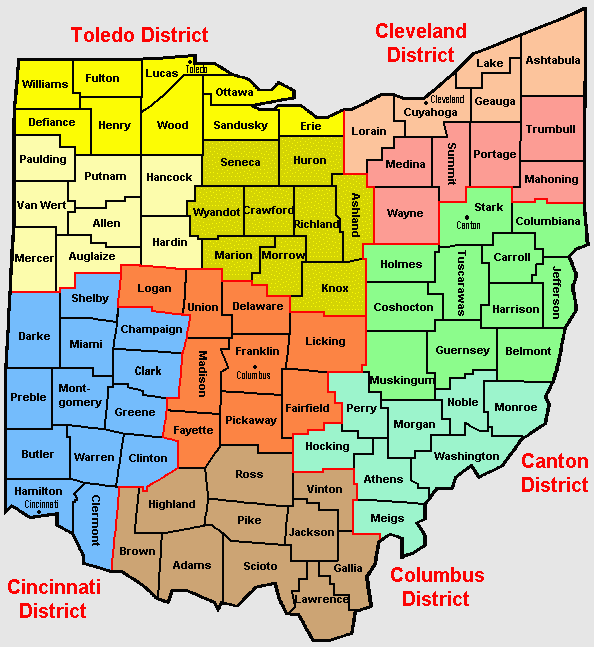 Toledo District
Cleveland
District
Ashtabula
Lake
Geauga
Cleveland
Cuyahoga
Lorain
Williams
Fulton
Lucas
Toledo
Ottawa
Defiance
Henry
Wood
Sandusky
Erie
Trumbull
Paulding
Putnam
Hancock
Seneca
Huron
Medina
Summit
Portage
Mahoning
Van Wert
Allen
Wyandot
Crawford
Richland
Ashland
Wayne
Stark
Canton
Columbiana
Mercer
Auglaize
Hardin
Marion
Morrow
Holmes
Tuscarawas
Carroll
Jefferson
Logan
Shelby
Union
Delaware
Knox
Coshocton
Harrison
Darke
Miami
Champaign
Madison
Franklin
Columbus
Licking
Guernsey
Belmont
Clark
Muskingum
Preble
Mont-
gomery
Greene
Fayette
Pickaway
Fairfield
Perry
Morgan
Noble
Monroe
Butler
Warren
Clinton
Hocking
Washington
Canton
District
Ross
Athens
Vinton
Hamilton
Cincinnati
Clermont
Highland
Pike
Jackson
Meigs
Brown
Adams
Scioto
Gallia
Lawrence
Cincinnati
District
Columbus
District